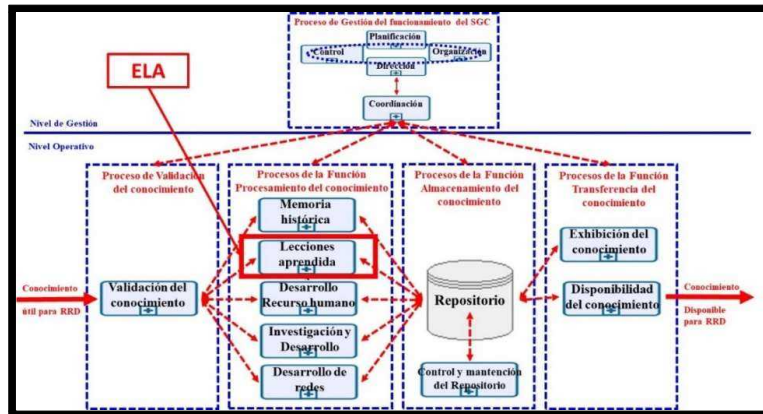 Proceso de Gestión del funcionamiento del SGC
Planificación
Control
Organización
Dirección
Coordinación
ELA
Nivel de Gestión
Nivel Operativo
Proceso de Validación
del conocimiento
Procesos de la Función
Procesamiento del conocimiento
Procesos de la Función
Almacenamiento del
conocimiento
Procesos de la Función
Transferencia del
conocimiento
Memoria
histórica
Lecciones
aprendida
Desarrollo
Recurso humano
Investigación y
Desarrollo
Desarrollo de
redes
Conocimiento
útil para RRD
Validación del
conocimiento
Repositorio
Control y mantención
del Repositorio
Exhibición del
conocimiento
Disponibilidad
del conocimiento
Conocimiento
Disponible
para RRD